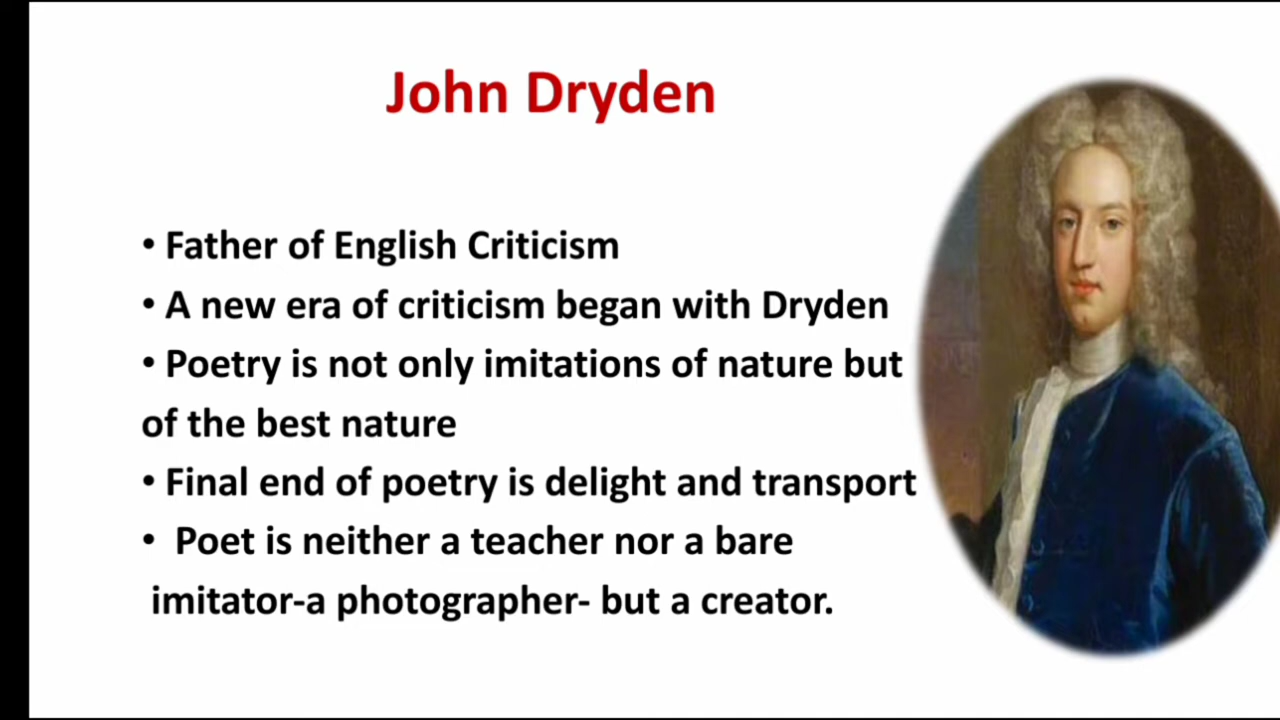 John Dryden
• Father of English Criticism
• A new era of criticism began with Dryden
• Poetry is not only imitations of nature but
of the best nature
• Final end of poetry is delight and transport
• Poet is neither a teacher nor a bare
imitator-a photographer- but a creator.